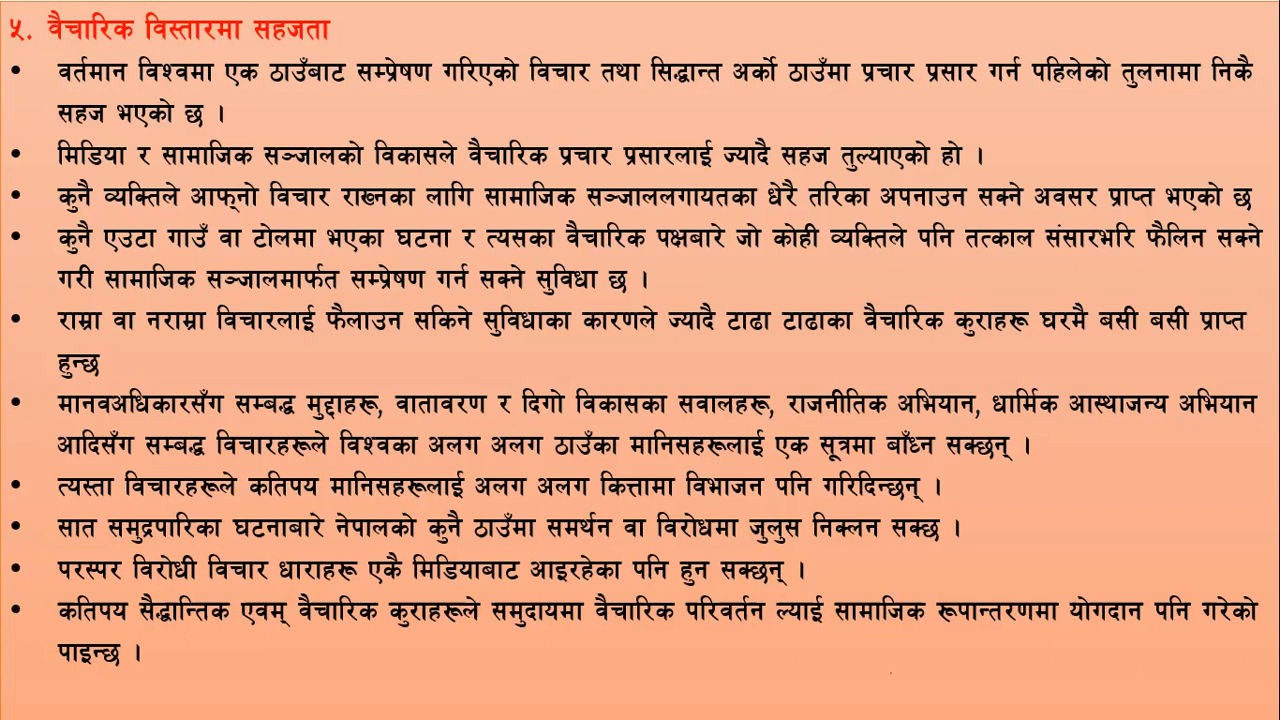 ५. वैचारिक विस्तारमा सहजता
• वर्तमान विश्वमा एक ठाउँबाट सम्प्रेषण गरिएको विचार तथा सिद्धान्त अर्को ठाउँमा प्रचार प्रसार गर्न पहिलेको तुलनामा निकै
सहज भएको छ ।
• मिडिया र सामाजिक सञ्जालको विकासले वैचारिक प्रचार प्रसारलाई ज्यादै सहज तुल्याएको हो ।
• कुनै व्यक्तिले आफ्‌नो विचार राख्नका लागि सामाजिक सञ्जाललगायतका धेरै तरिका अपनाउन सक्ने अवसर प्राप्त भएको छ
• कुनै एउटा गाउँ वा टोलमा भएका घटना र त्यसका वैचारिक पक्षबारे जो कोही व्यक्तिले पनि तत्काल संसारभरि फैलिन सक्ने
गरी सामाजिक सञ्जालमार्फत सम्प्रेषण गर्न सक्ने सुविधा छ ।
• राम्रा वा नराम्रा विचारलाई फैलाउन सकिने सुविधाका कारणले ज्यादै टाढा टाढाका वैचारिक कुराहरू घरमै बसी बसी प्राप्त
हुन्छ
• मानवअधिकारसँग सम्बद्ध मुद्दाहरू, वातावरण र दिगो विकासका सवालहरू, राजनीतिक अभियान, धार्मिक आस्थाजन्य अभियान
आदिसँग सम्बद्ध विचारहरूले विश्वका अलग अलग ठाउँका मानिसहरूलाई एक सूत्रमा बाँध्न सक्छन् ।
• त्यस्ता विचारहरूले कतिपय मानिसहरूलाई अलग अलग कित्तामा विभाजन पनि गरिदिन्छन् ।
• सात समुद्रपारिका घटनाबारे नेपालको कुनै ठाउँमा समर्थन वा विरोधमा जुलुस निक्लन सक्छ ।
• परस्पर विरोधी विचार धाराहरू एकै मिडियाबाट आइरहेका पनि हुन सक्छन् ।
• कतिपय सैद्धान्तिक एवम् वैचारिक कुराहरूले समुदायमा वैचारिक परिवर्तन ल्याई सामाजिक रूपान्तरणमा योगदान पनि गरेको
पाइन्छ ।